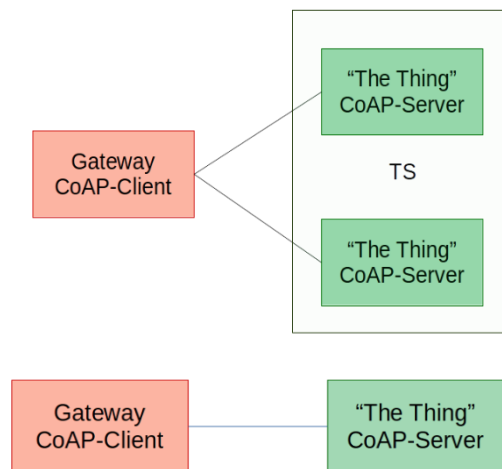 “The Thing”
CoAP-Server
Gateway
CoAP-Client
TS
“The Thing”
CoAP-Server
Gateway
CoAP-Client
“The Thing”
CoAP-Server